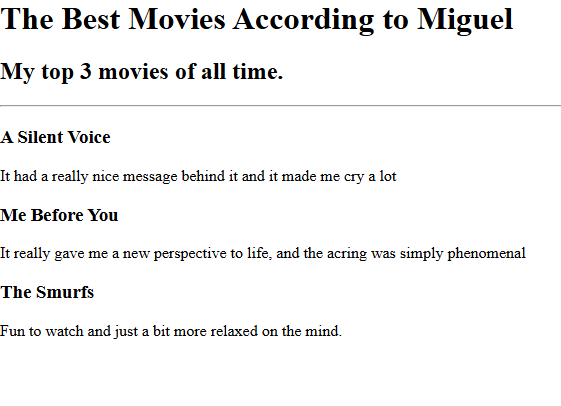 The Best Movies According to Miguel
My top 3 movies of all time.
A Silent Voice
It had a really nice message behind it and it made me cry a lot
Me Before You
It really gave me a new perspective to life, and the acring was simply phenomenal
The Smurfs
Fun to watch and just a bit more relaxed on the mind.